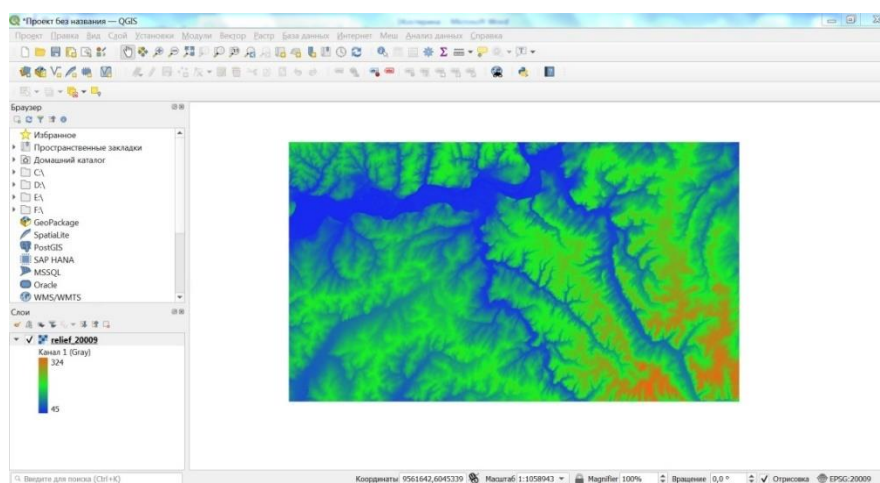 *Проект без названия — QGIS
Проект Правка Вид Слой Установки Модули Вектор Растр База данных Интернет Меш Анализ данных Справка
Браузер
Избранное
Пространственные закладки
Домашний каталог
C:\
D:\
E:\
F:\
GeoPackage
SpatiaLite
PostGIS
SAP HANA
MSSQL
Oracle
WMS/WMTS
Слои
relief_20009
Канал 1 (Gray)
324
45
Введите для поиска (Ctrl+K)
Координаты 9561642,6045339 Масштаб 1:1058943 Magnifier 100% Вращение 0,0 ° Отрисовка EPSG:20009